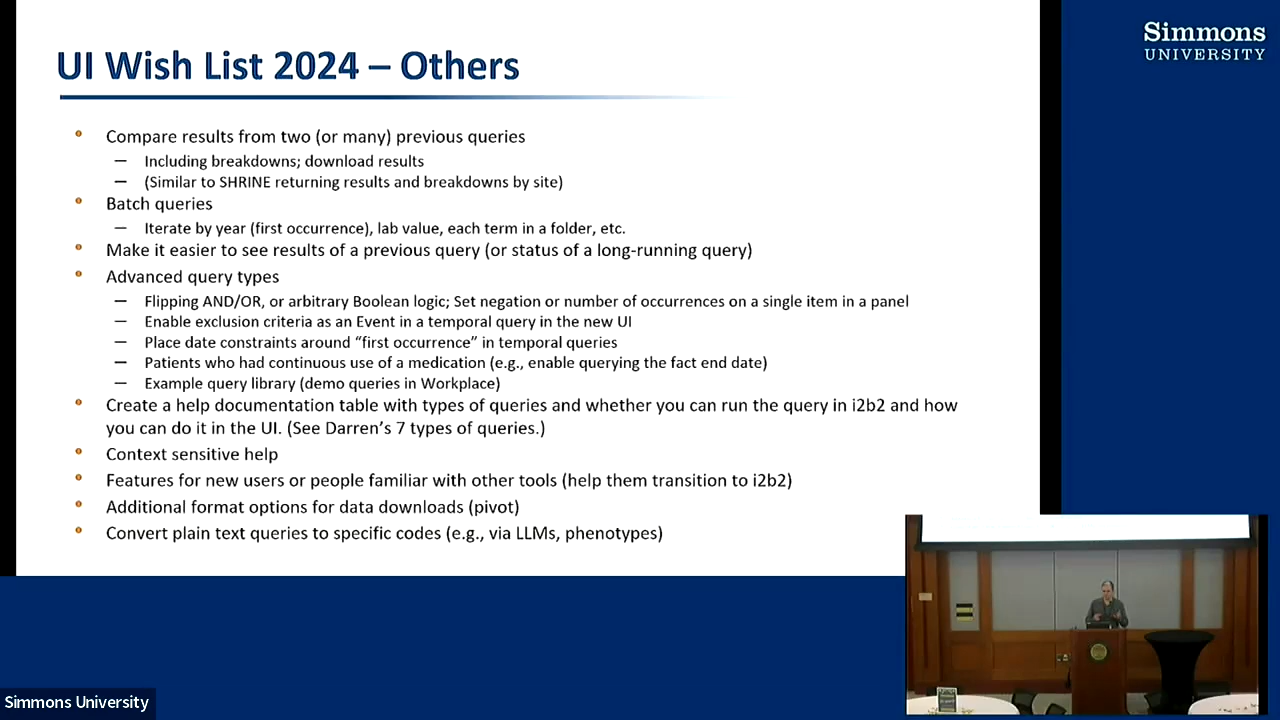 UI Wish List 2024 – Others
Simmons
UNIVERSITY
Compare results from two (or many) previous queries
— Including breakdowns; download results
— (Similar to SHRINE returning results and breakdowns by site)
Batch queries
— Iterate by year (first occurrence), lab value, each term in a folder, etc.
Make it easier to see results of a previous query (or status of a long-running query)
Advanced query types
— Flipping AND/OR, or arbitrary Boolean logic; Set negation or number of occurrences on a single item in a panel
— Enable exclusion criteria as an Event in a temporal query in the new UI
— Place date constraints around “first occurrence” in temporal queries
— Patients who had continuous use of a medication (e.g., enable querying the fact end date)
— Example query library (demo queries in Workplace)
Create a help documentation table with types of queries and whether you can run the query in i2b2 and how
you can do it in the UI. (See Darren’s 7 types of queries.)
Context sensitive help
Features for new users or people familiar with other tools (help them transition to i2b2)
Additional format options for data downloads (pivot)
Convert plain text queries to specific codes (e.g., via LLMs, phenotypes)
Simmons University